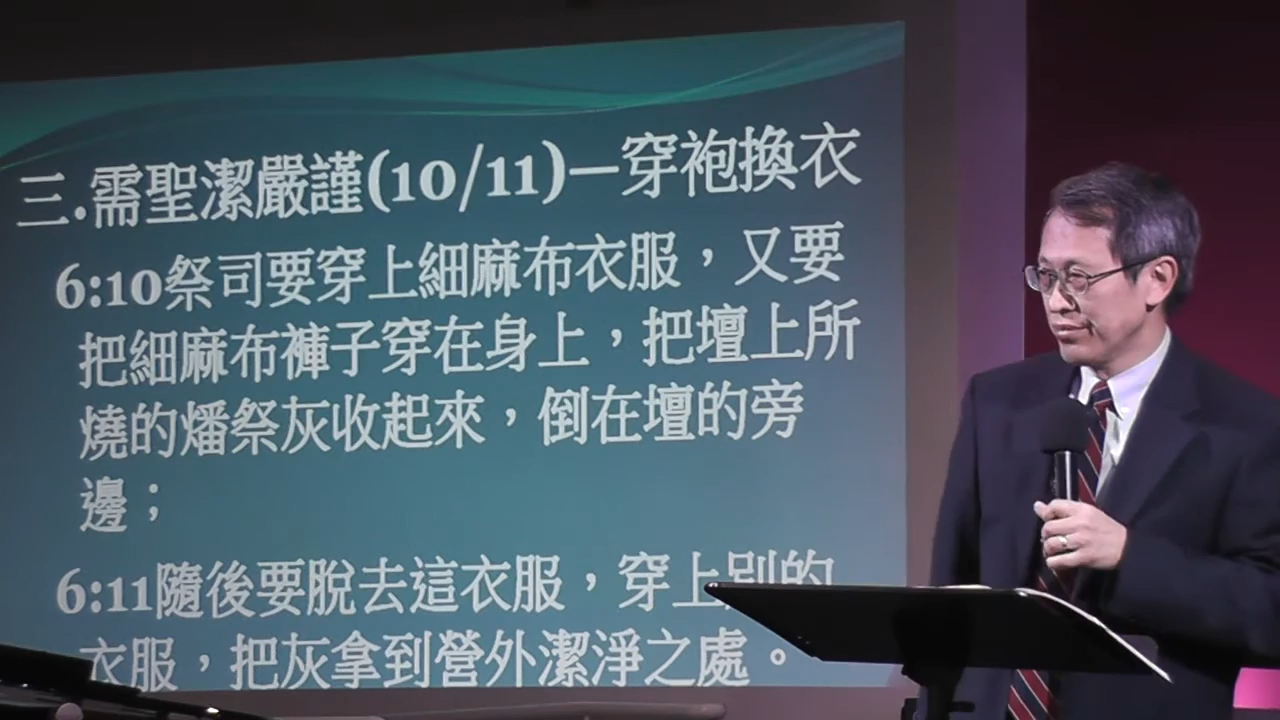 三.需聖潔嚴謹(10/11)–穿袍換衣
6:10祭司要穿上細麻布衣服，又要
把細麻布褲子穿在身上，把壇上所
燒的燔祭灰收起來，倒在壇的旁
邊；
6:11隨後要脫去這衣服，穿上別的
衣服，把灰拿到營外潔淨之處。